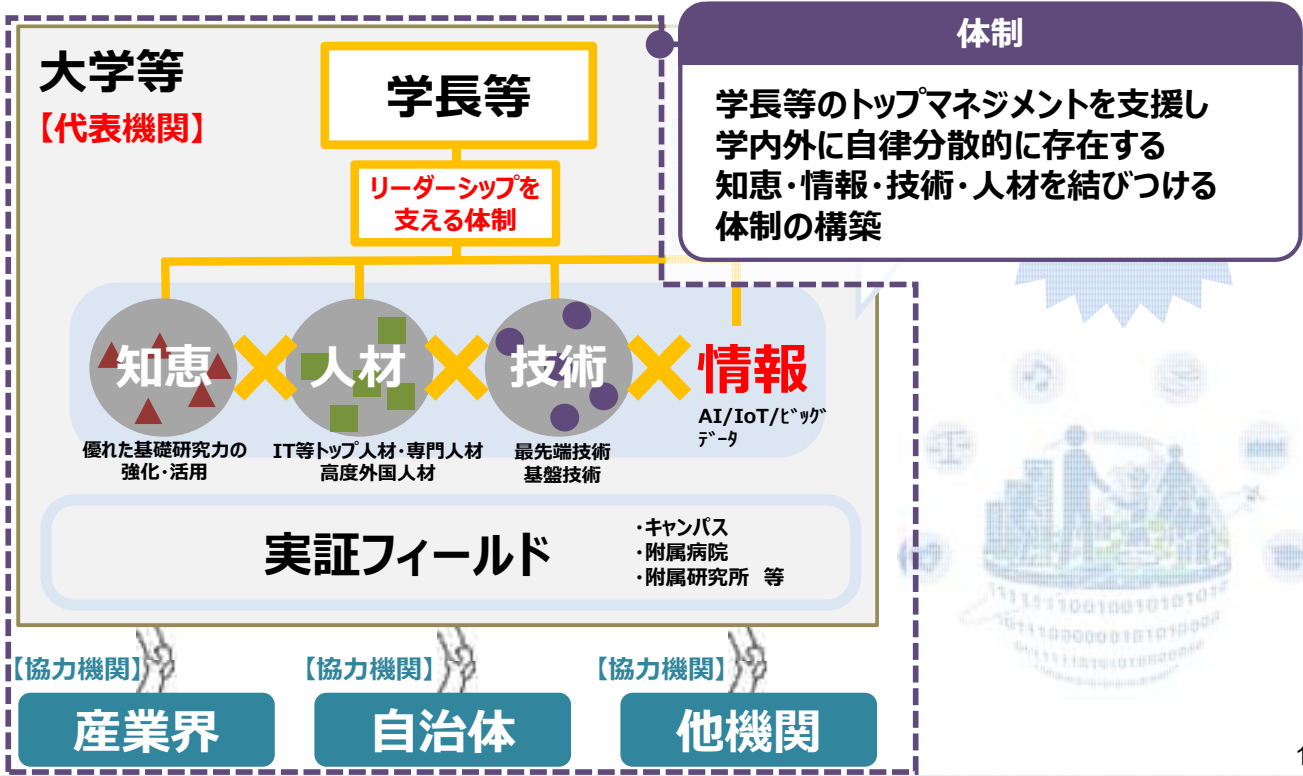 体制
学長等のトップマネジメントを支援し
学内外に自律分散的に存在する
知恵・情報・技術・人材を結びつける
体制の構築
大学等
【代表機関】
学長等
リーダーシップを
支える体制
知恵
人材
技術
情報
優れた基礎研究力の
強化・活用
IT等トップ人材・専門人材
高度外国人材
最先端技術
基盤技術
AI/IoT/ﾋﾞｯｸﾞ
ﾃﾞｰﾀ
実証フィールド
・キャンパス
・附属病院
・附属研究所 等
【協力機関】
【協力機関】
【協力機関】
産業界
自治体
他機関
1